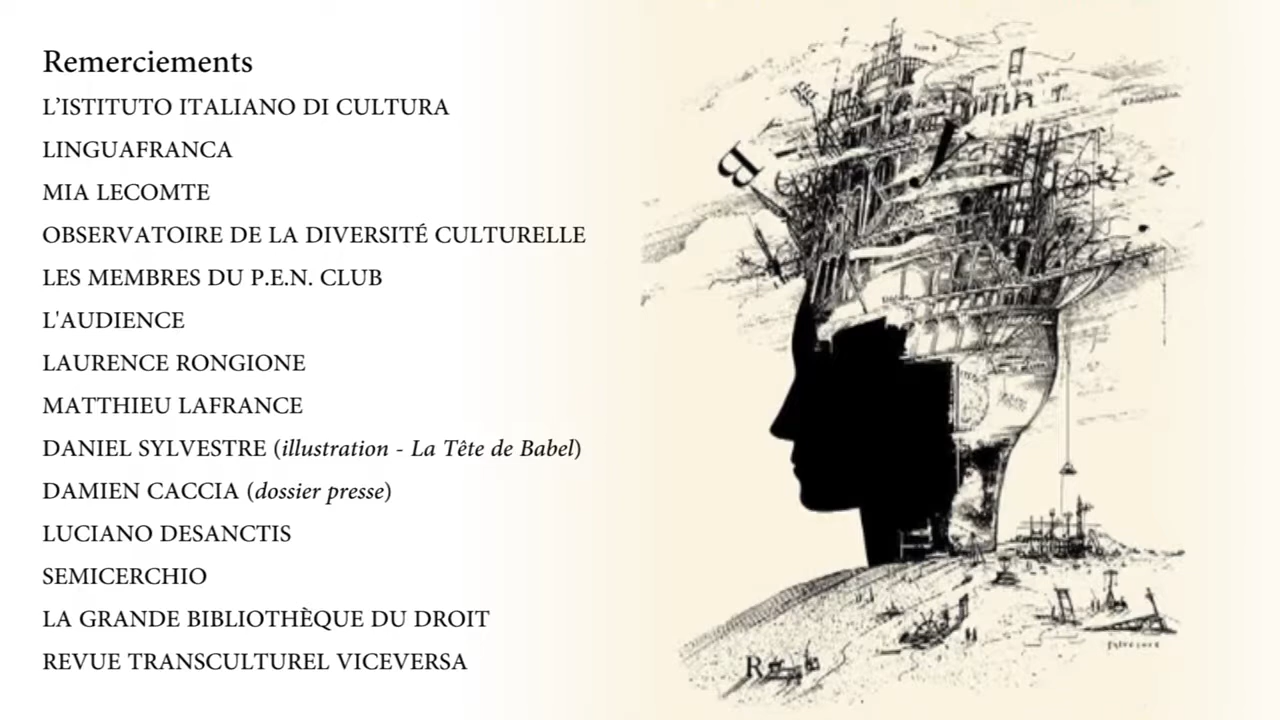 Remerciements
L’ISTITUTO ITALIANO DI CULTURA
LINGUAFRANCA
MIA LECOMTE
OBSERVATOIRE DE LA DIVERSITÉ CULTURELLE
LES MEMBRES DU P.E.N. CLUB
L'AUDIENCE
LAURENCE RONGIONE
MATTHIEU LAFRANCE
DANIEL SYLVESTRE (illustration - La Tête de Babel)
DAMIEN CACCIA (dossier presse)
LUCIANO DESANCTIS
SEMICERCHIO
LA GRANDE BIBLIOTHÈQUE DU DROIT
REVUE TRANSCULTUREL VICEVERSA
B
R